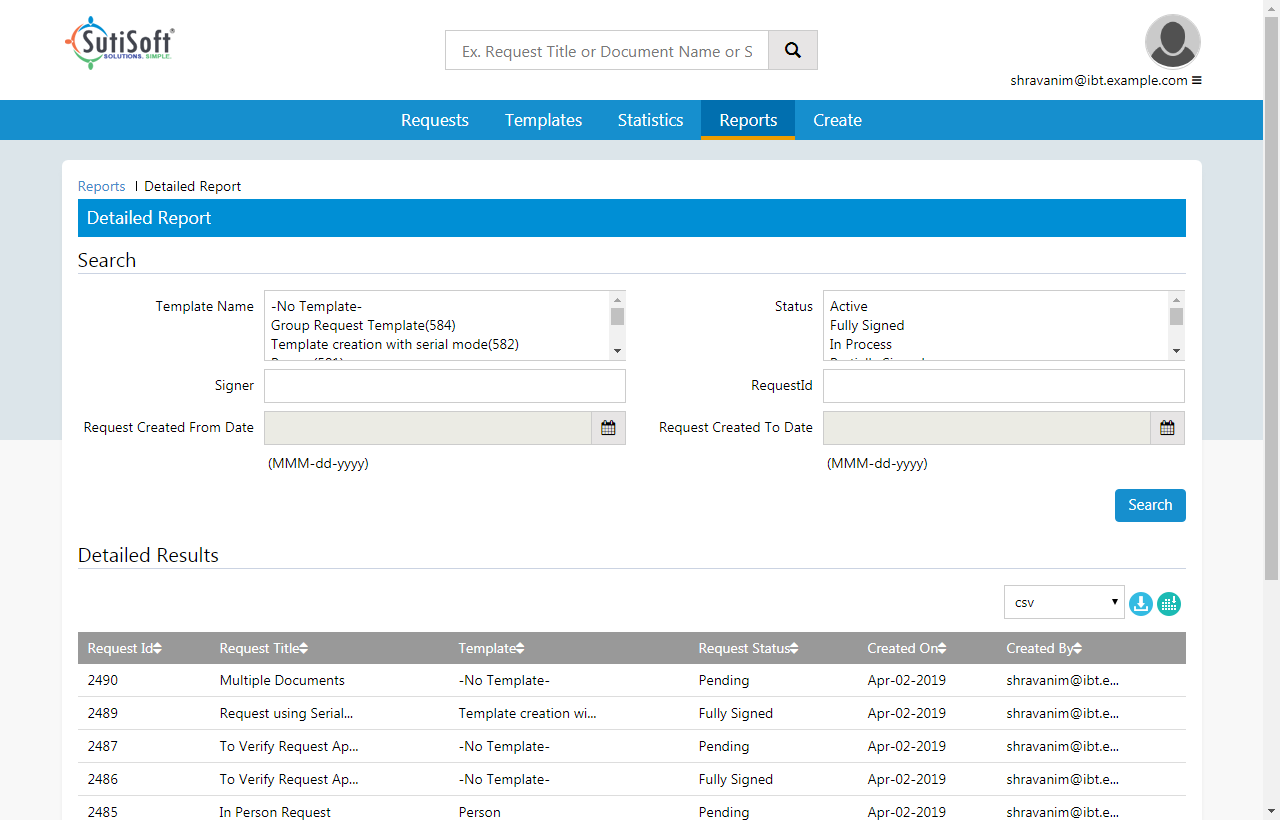 SutiSoft®
SOLUTIONS. SIMPLE.
Ex. Request Title or Document Name or S
shravanim@ibt.example.com
Requests Templates Statistics Reports Create
Reports | Detailed Report
Detailed Report
Search
Template Name
-No Template-
Group Request Template(584)
Template creation with serial mode(582)
Status
Active
Fully Signed
In Process
Signer
RequestId
Request Created From Date
(MMM-dd-yyyy)
Request Created To Date
(MMM-dd-yyyy)
Search
Detailed Results
csv
Request Id Request Title Template Request Status Created On Created By
2490 Multiple Documents -No Template- Pending Apr-02-2019 shravanim@ibt.e...
2489 Request using Serial... Template creation wi... Fully Signed Apr-02-2019 shravanim@ibt.e...
2487 To Verify Request Ap... -No Template- Pending Apr-02-2019 shravanim@ibt.e...
2486 To Verify Request Ap... -No Template- Fully Signed Apr-02-2019 shravanim@ibt.e...
2485 In Person Request Person Pending Apr-02-2019 shravanim@ibt.e...